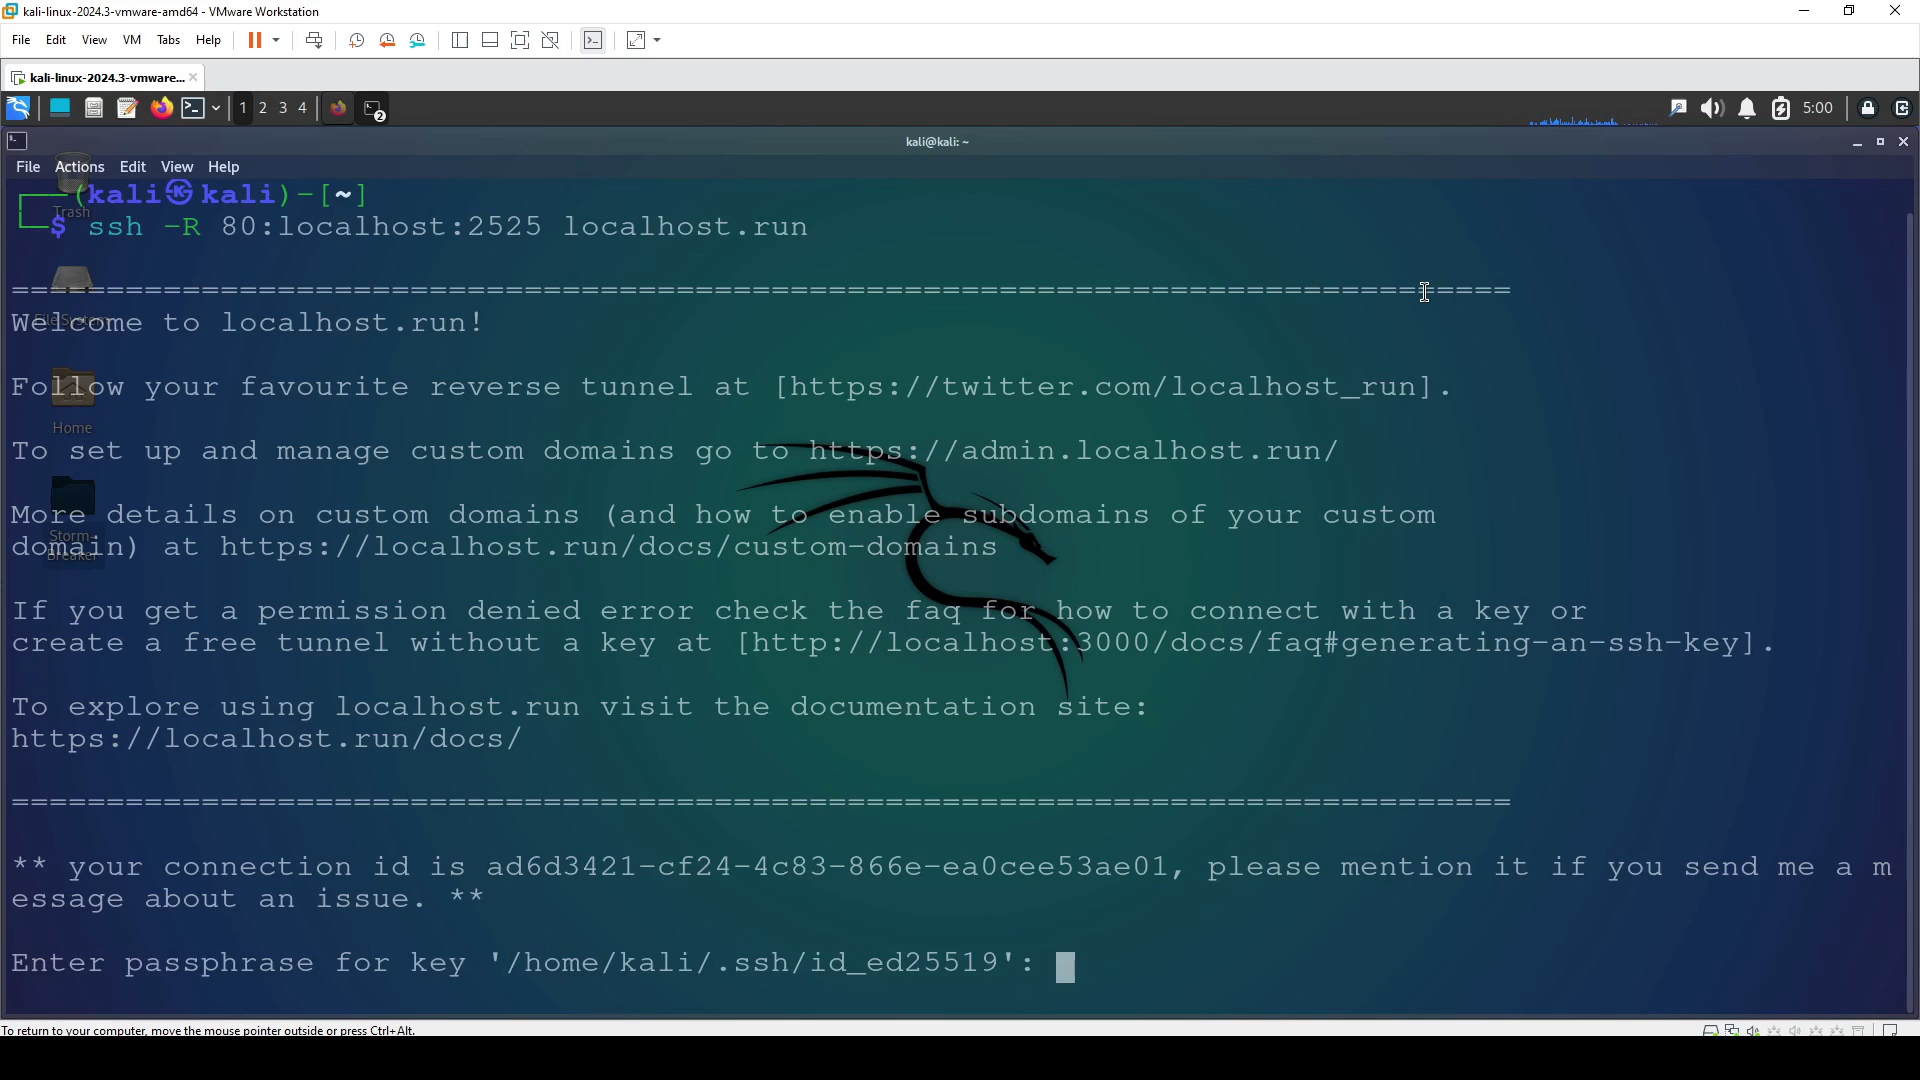 kali-linux-2024.3-vmware-amd64 - VMware Workstation
File Edit View VM Tabs Help
kali-linux-2024.3-vmware...
1 2 3 4
2
5:00
kali@kali: ~
File Actions Edit View Help
(kali㉿kali)-[~]
$ ssh -R 80:localhost:2525 localhost.run
Trash
===============================================================================
Welcome to localhost.run!
File System
Follow your favourite reverse tunnel at [https://twitter.com/localhost_run].
Home
To set up and manage custom domains go to https://admin.localhost.run/
More details on custom domains (and how to enable subdomains of your custom
domain) at https://localhost.run/docs/custom-domains
Storm-
Breaker
If you get a permission denied error check the faq for how to connect with a key or
create a free tunnel without a key at [http://localhost:3000/docs/faq#generating-an-ssh-key].
To explore using localhost.run visit the documentation site:
https://localhost.run/docs/
===============================================================================
** your connection id is ad6d3421-cf24-4c83-866e-ea0cee53ae01, please mention it if you send me a m
essage about an issue. **
Enter passphrase for key '/home/kali/.ssh/id_ed25519':
To return to your computer, move the mouse pointer outside or press Ctrl+Alt.